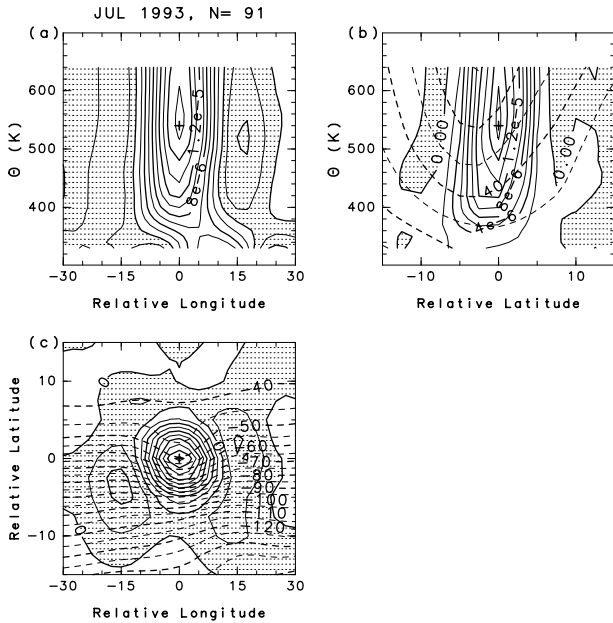 JUL 1993, N= 91
(a)
Θ (K)
600
500
400
8e-6
1.2e-5
-30 -15 0 15 30
Relative Longitude
(b)
Θ (K)
600
500
400
0.00
1.2e-5
0.00
-40
8e-6
4e-6
-10 0 10
Relative Latitude
(c)
Relative Latitude
10
0
-10
0
-40
-50
0
-60
-70
-80
-90
-100
-110
-120
0
-30 -15 0 15 30
Relative Longitude